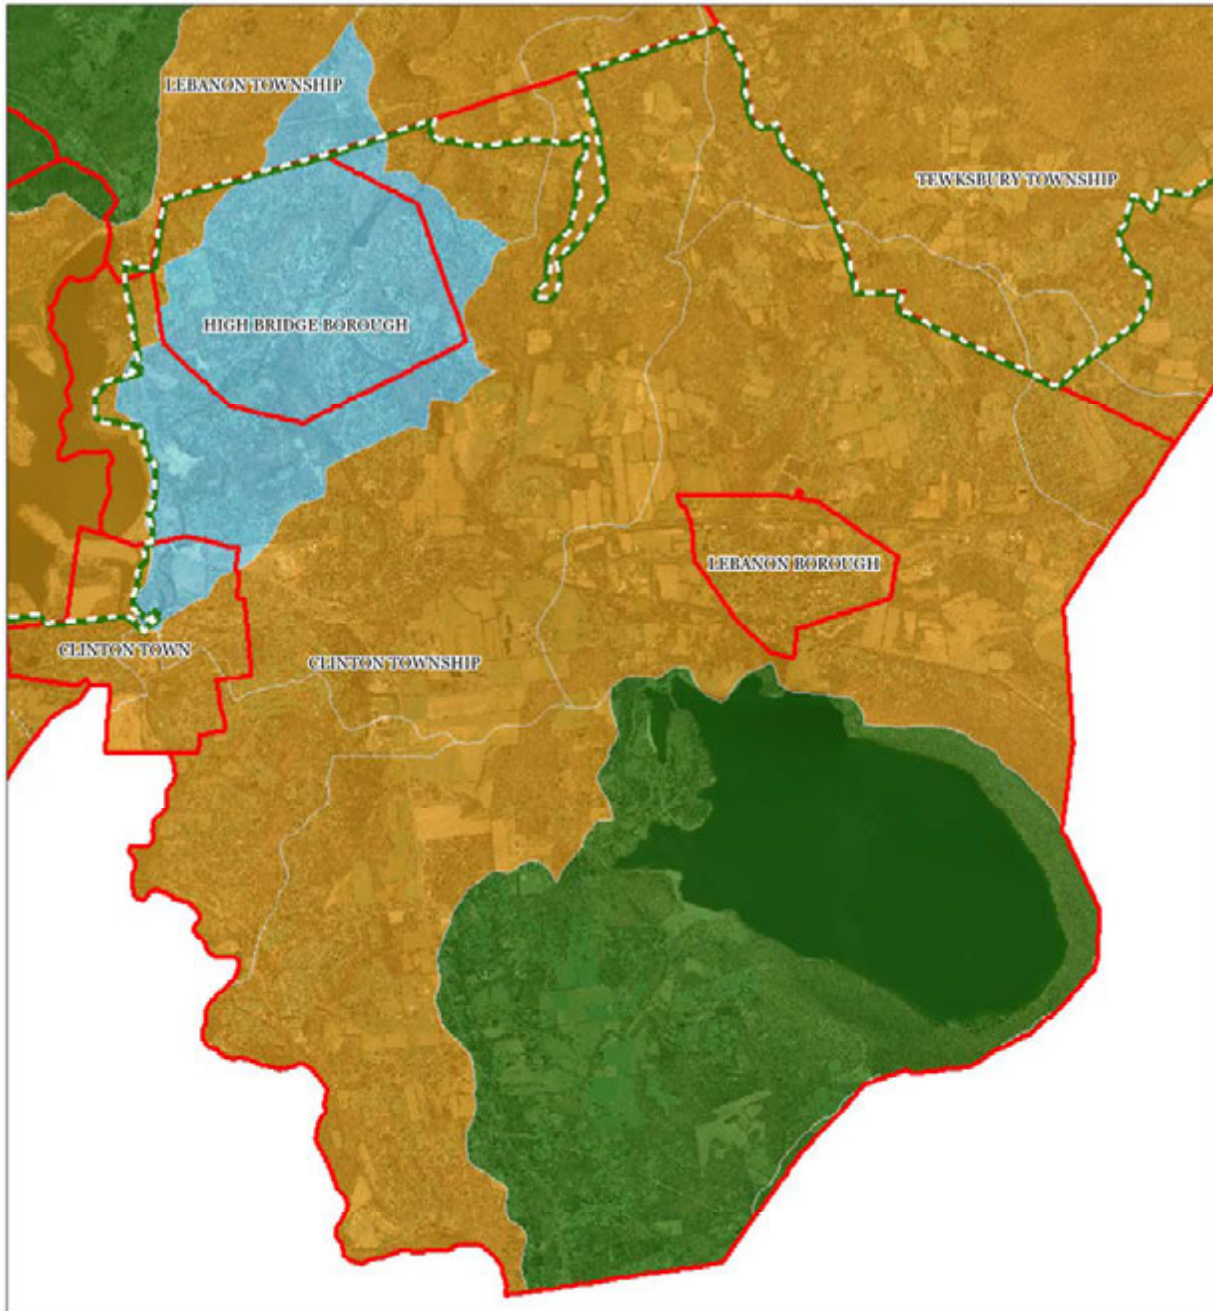 LEBANON TOWNSHIP
TEWKSBURY TOWNSHIP
HIGH BRIDGE BOROUGH
LEBANON BOROUGH
CLINTON TOWN
CLINTON TOWNSHIP